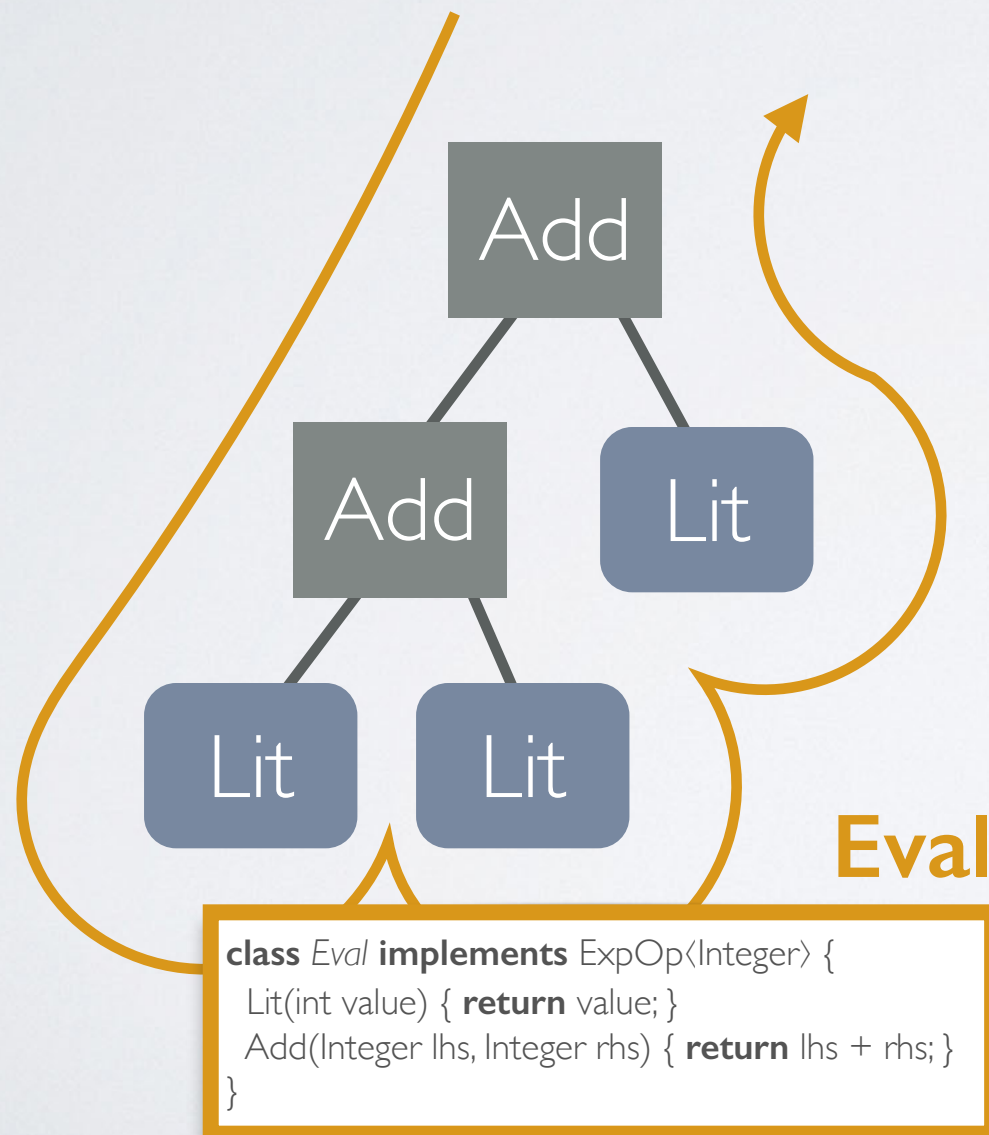 Add
Add
Lit
Lit
Lit
Eval
class Eval implements ExpOp⟨Integer⟩ {
Lit(int value) { return value; }
Add(Integer lhs, Integer rhs) { return lhs + rhs; }
}